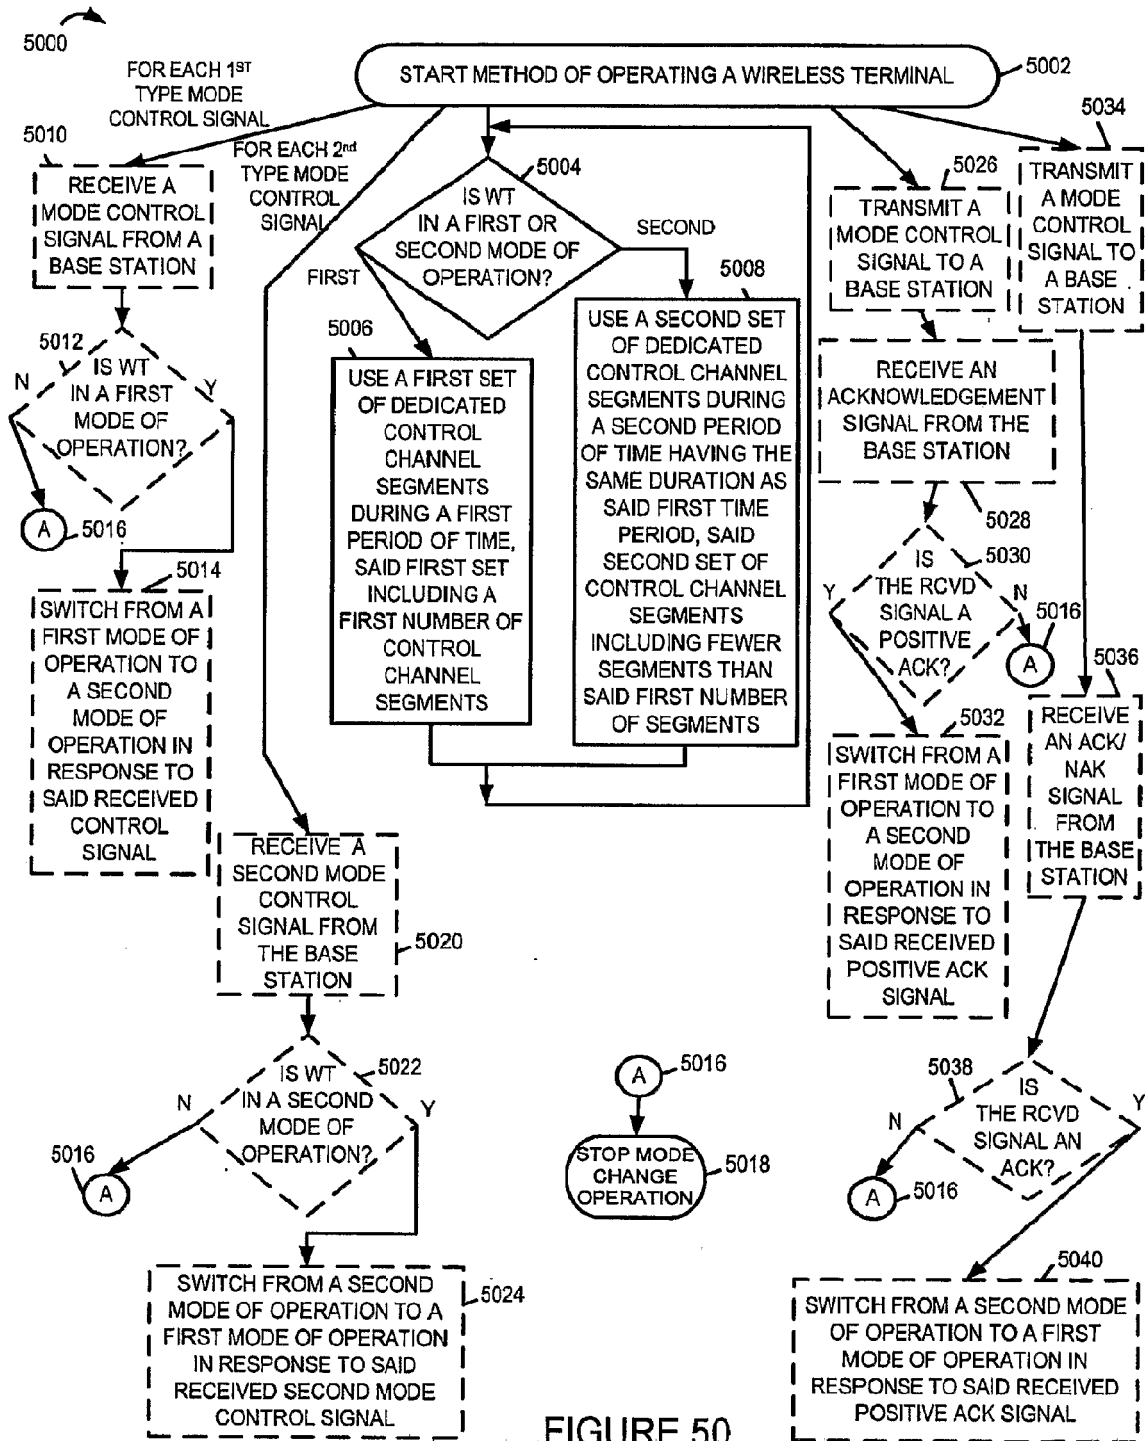 5000
FOR EACH 1ST
TYPE MODE
CONTROL SIGNAL
START METHOD OF OPERATING A WIRELESS TERMINAL
5002
5010
RECEIVE A
MODE CONTROL
SIGNAL FROM A
BASE STATION
FOR EACH 2nd
TYPE MODE
CONTROL
SIGNAL
5004
IS WT
IN A FIRST OR
SECOND MODE OF
OPERATION?
FIRST
SECOND
5026
TRANSMIT A
MODE CONTROL
SIGNAL TO A
BASE STATION
5034
TRANSMIT
A MODE
CONTROL
SIGNAL TO
A BASE
STATION
5012
IS WT
IN A FIRST
MODE OF
OPERATION?
N
Y
A
5016
5006
USE A FIRST SET
OF DEDICATED
CONTROL
CHANNEL
SEGMENTS
DURING A FIRST
PERIOD OF TIME,
SAID FIRST SET
INCLUDING A
FIRST NUMBER OF
CONTROL
CHANNEL
SEGMENTS
5008
USE A SECOND SET
OF DEDICATED
CONTROL CHANNEL
SEGMENTS DURING
A SECOND PERIOD
OF TIME HAVING THE
SAME DURATION AS
SAID FIRST TIME
PERIOD, SAID
SECOND SET OF
CONTROL CHANNEL
SEGMENTS
INCLUDING FEWER
SEGMENTS THAN
SAID FIRST NUMBER
OF SEGMENTS
RECEIVE AN
ACKNOWLEDGEMENT
SIGNAL FROM THE
BASE STATION
5028
5030
IS
THE RCVD
SIGNAL A
POSITIVE
ACK?
Y
N
5016
A
5014
SWITCH FROM A
FIRST MODE OF
OPERATION TO
A SECOND
MODE OF
OPERATION IN
RESPONSE TO
SAID RECEIVED
CONTROL
SIGNAL
5032
SWITCH FROM A
FIRST MODE OF
OPERATION TO
A SECOND
MODE OF
OPERATION IN
RESPONSE TO
SAID RECEIVED
POSITIVE ACK
SIGNAL
5036
RECEIVE
AN ACK/
NAK
SIGNAL
FROM
THE BASE
STATION
RECEIVE A
SECOND MODE
CONTROL
SIGNAL FROM
THE BASE
STATION
5020
5022
IS WT
IN A SECOND
MODE OF
OPERATION?
N
Y
5016
A
A
5016
STOP MODE
CHANGE
OPERATION
5018
5038
IS
THE RCVD
SIGNAL AN
ACK?
N
Y
A
5016
SWITCH FROM A SECOND
MODE OF OPERATION TO A
FIRST MODE OF OPERATION
IN RESPONSE TO SAID
RECEIVED SECOND MODE
CONTROL SIGNAL
5024
5040
SWITCH FROM A SECOND MODE
OF OPERATION TO A FIRST
MODE OF OPERATION IN
RESPONSE TO SAID RECEIVED
POSITIVE ACK SIGNAL
FIGURE 50